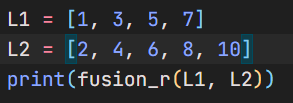 L1 = [1, 3, 5, 7]
L2 = [2, 4, 6, 8, 10]
print(fusion_r(L1, L2))